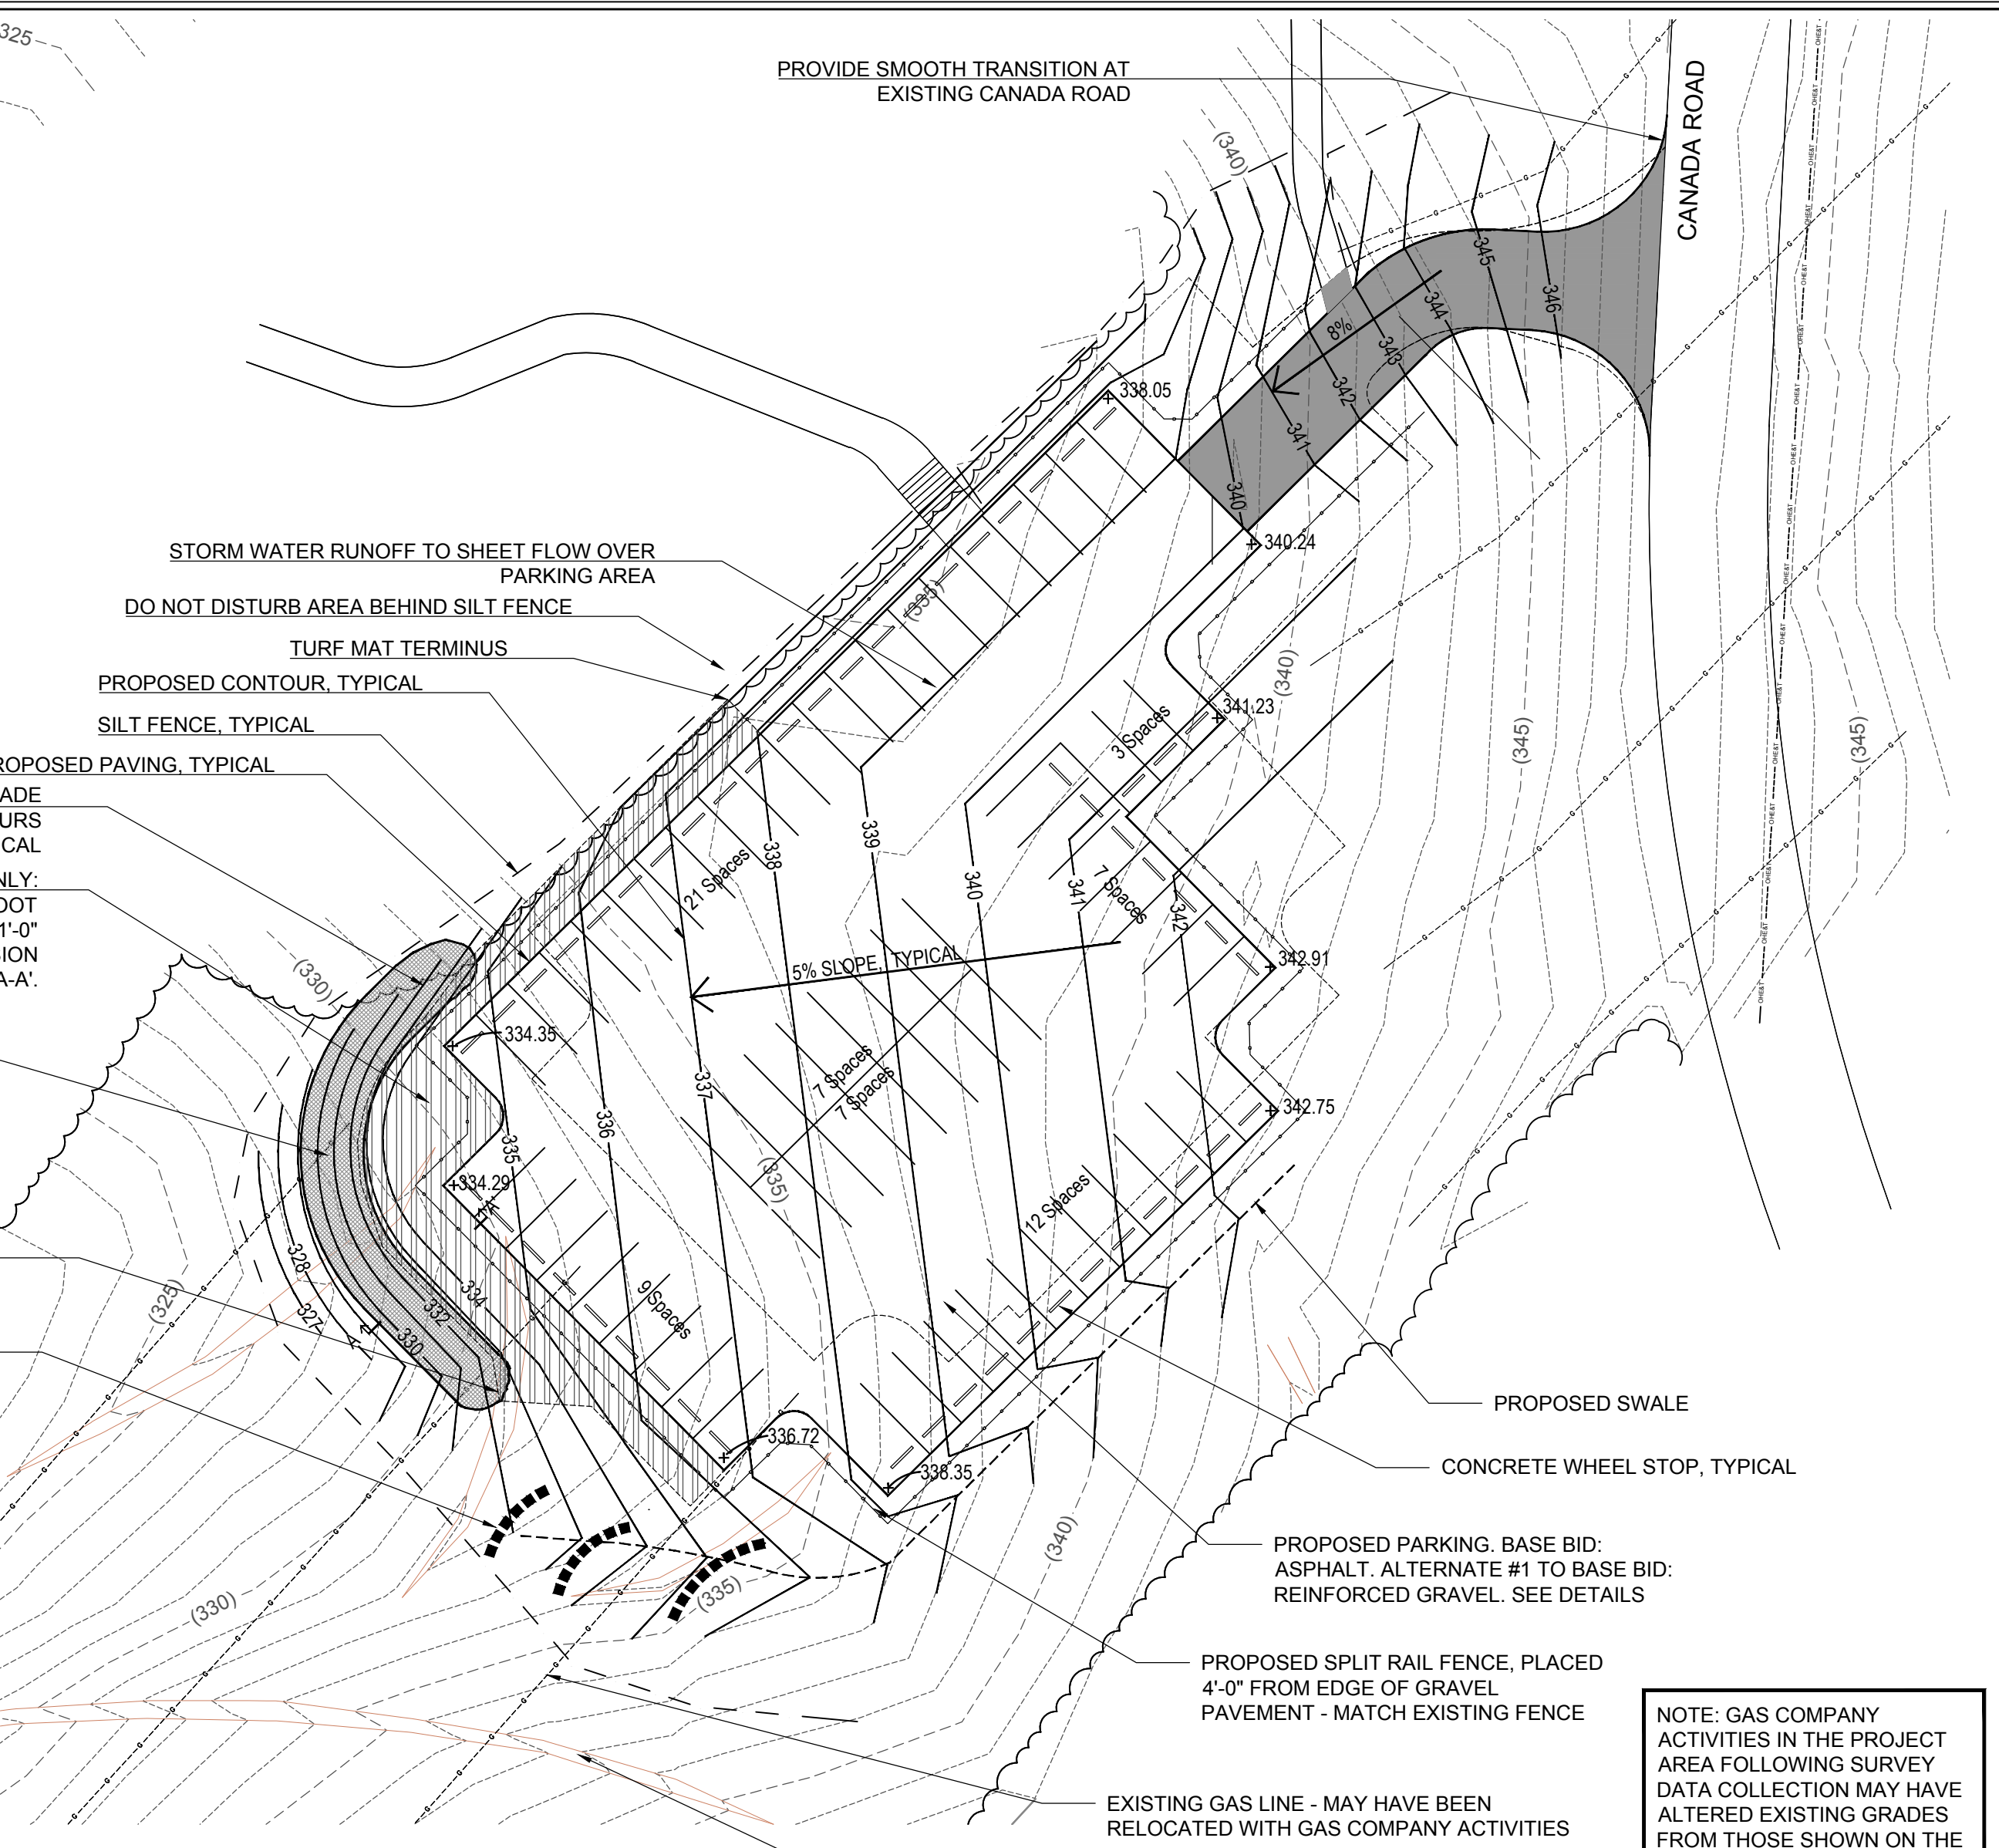 325
PROVIDE SMOOTH TRANSITION AT
EXISTING CANADA ROAD
CANADA ROAD
(340)
345
346
344
8%
343
342
341
340
338.05
340.24
STORM WATER RUNOFF TO SHEET FLOW OVER
PARKING AREA
DO NOT DISTURB AREA BEHIND SILT FENCE
TURF MAT TERMINUS
PROPOSED CONTOUR, TYPICAL
SILT FENCE, TYPICAL
ROPOSED PAVING, TYPICAL
ADE
OURS
ICAL
NLY:
OOT
1'-0"
SION
A-A'.
(335)
(340)
341.23
3 Spaces
(345)
(345)
21 Spaces
338
339
340
341
342
7 Spaces
5% SLOPE, TYPICAL
342.91
(330)
334.35
337
336
335
7 Spaces
7 Spaces
342.75
334.29
A
(335)
12 Spaces
9 Spaces
328
327
(325)
334
332
330
A
336.72
338.35
(335)
(330)
(340)
PROPOSED SWALE
CONCRETE WHEEL STOP, TYPICAL
PROPOSED PARKING. BASE BID:
ASPHALT. ALTERNATE #1 TO BASE BID:
REINFORCED GRAVEL. SEE DETAILS
PROPOSED SPLIT RAIL FENCE, PLACED
4'-0" FROM EDGE OF GRAVEL
PAVEMENT - MATCH EXISTING FENCE
EXISTING GAS LINE - MAY HAVE BEEN
RELOCATED WITH GAS COMPANY ACTIVITIES
NOTE: GAS COMPANY
ACTIVITIES IN THE PROJECT
AREA FOLLOWING SURVEY
DATA COLLECTION MAY HAVE
ALTERED EXISTING GRADES
FROM THOSE SHOWN ON THE